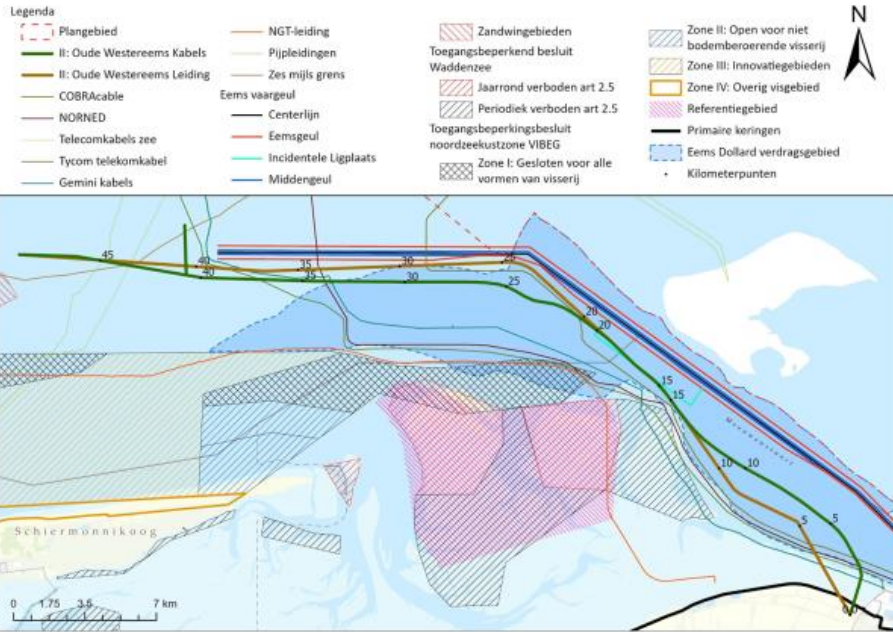 Legenda
Plangebied
II: Oude Westereems Kabels
II: Oude Westereems Leiding
COBRAcable
NORNED
Telecomkabels zee
Tycom telekomkabel
Gemini kabels
NGT-leiding
Pijpleidingen
Zes mijls grens
Eems vaargeul
Centerlijn
Eemsgeul
Incidentele Ligplaats
Middengeul
Zandwingebieden
Toegangsbeperkend besluit
Waddenzee
Jaarrond verboden art 2.5
Periodiek verboden art 2.5
Toegangsbeperkingsbesluit
noordzeekustzone VIBEG
Zone I: Gesloten voor alle
vormen van visserij
Zone II: Open voor niet
bodemberoerende visserij
Zone III: Innovatiegebieden
Zone IV: Overig visgebied
Referentiegebied
Primaire keringen
Eems Dollard verdragsgebied
Kilometerpunten
N
45
40
35
30
25
40
35
30
25
20
20
15
15
10
10
5
5
Schiermonnikoog
0 1.75 3.5 7 km